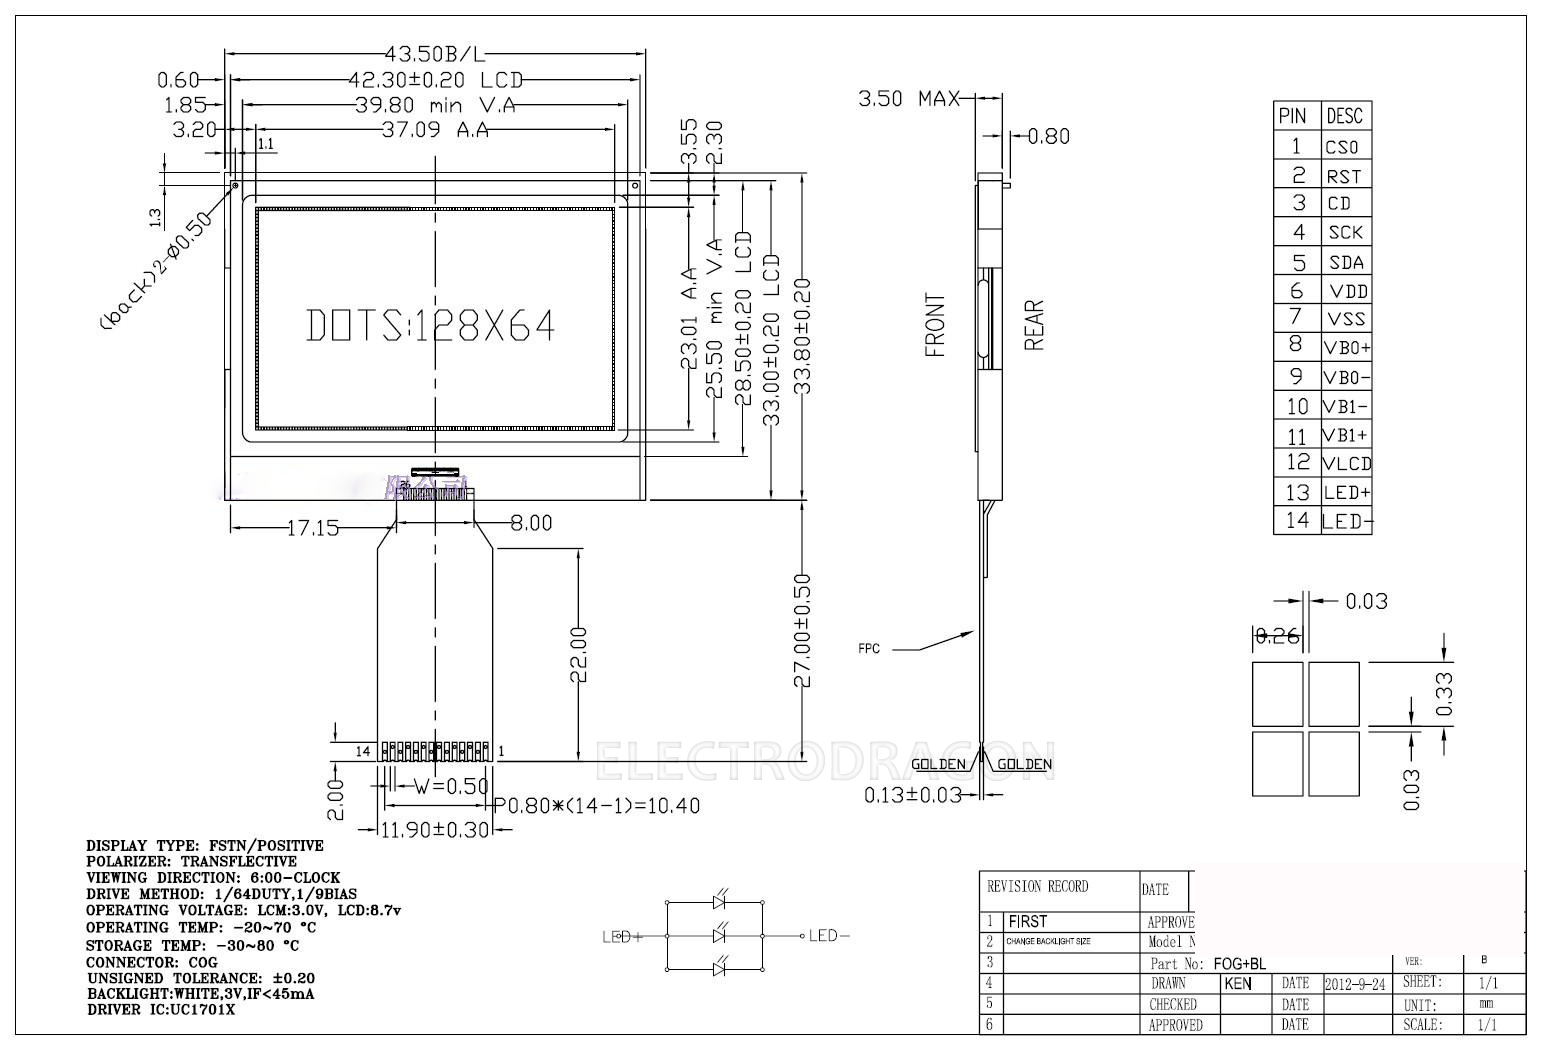 43.50B/L
0.60 42.30±0.20 LCD
1.85 39.80 min V.A
3.20 37.09 A.A
1.1
1.3
(back)2-Ø0.50
3.55
2.30
DOTS:128X64
23.01 A.A
25.50 min V.A
28.50±0.20 LCD
33.00±0.20 LCD
33.80±0.20
限公司
26
17.15
8.00
22.00
27.00±0.50
14
1
2.00
W=0.50
P0.80*(14-1)=10.40
11.90±0.30
3.50 MAX
0.80
FRONT
REAR
FPC
GOLDEN GOLDEN
0.13±0.03
ELECTRODRAGON
PIN DESC
1 CS0
2 RST
3 CD
4 SCK
5 SDA
6 VDD
7 VSS
8 VB0+
9 VB0-
10 VB1-
11 VB1+
12 VLCD
13 LED+
14 LED-
0.03
0.26
0.33
0.03
DISPLAY TYPE: FSTN/POSITIVE
POLARIZER: TRANSFLECTIVE
VIEWING DIRECTION: 6:00-CLOCK
DRIVE METHOD: 1/64DUTY,1/9BIAS
OPERATING VOLTAGE: LCM:3.0V, LCD:8.7v
OPERATING TEMP: -20~70 °C
STORAGE TEMP: -30~80 °C
CONNECTOR: COG
UNSIGNED TOLERANCE: ±0.20
BACKLIGHT:WHITE,3V,IF<45mA
DRIVER IC:UC1701X
LED+ LED-
REVISION RECORD DATE
1 FIRST APPROVE
2 CHANGE BACKLIGHT SIZE Model N
3 Part No: FOG+BL VER: B
4 DRAWN KEN DATE 2012-9-24 SHEET: 1/1
5 CHECKED DATE UNIT: mm
6 APPROVED DATE SCALE: 1/1